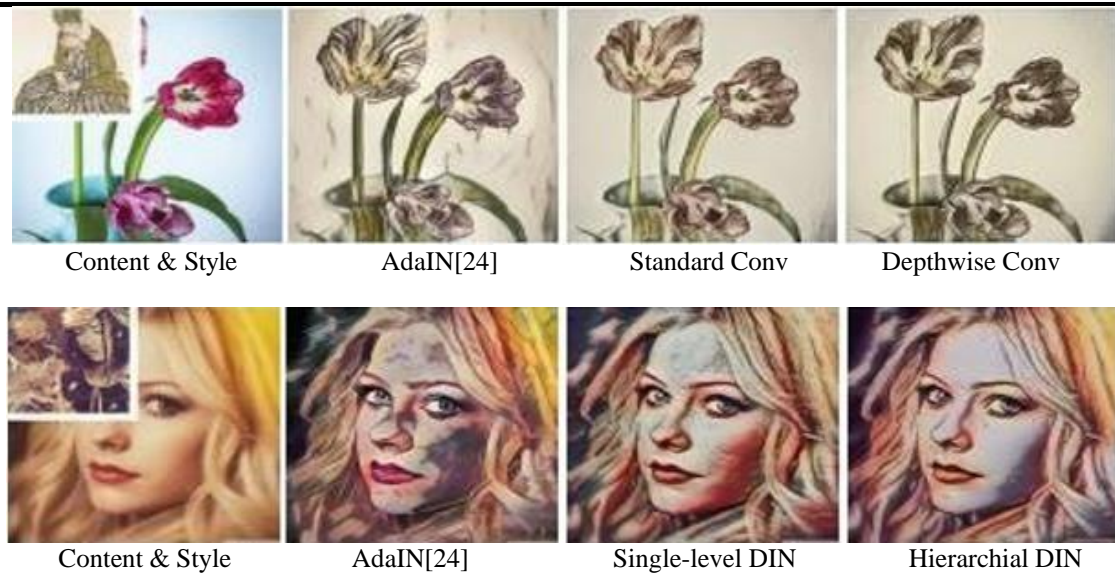 Content & Style AdaIN[24] Standard Conv Depthwise Conv
Content & Style AdaIN[24] Single-level DIN Hierarchial DIN